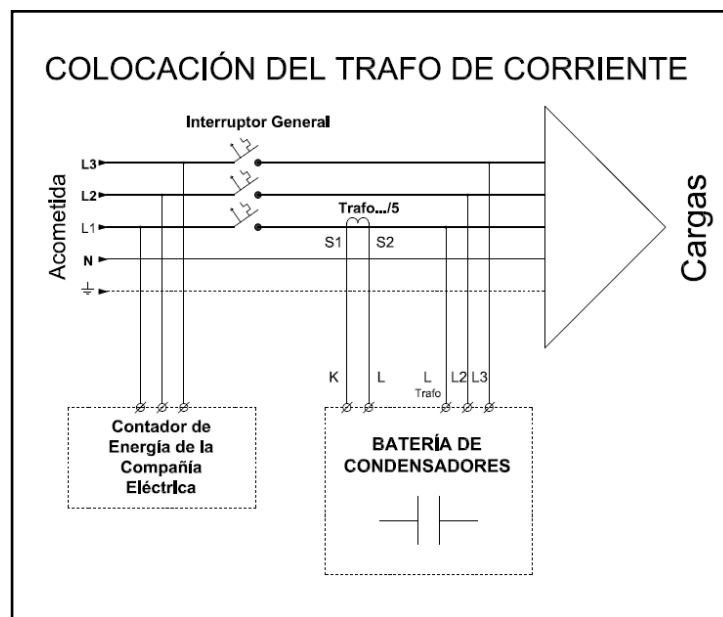 COLOCACIÓN DEL TRAFO DE CORRIENTE
Interruptor General
Acometida
L3
L2
L1
N
Trafo.../5
S1 S2
Cargas
K L L L2 L3
Trafo
Contador de
Energía de la
Compañía
Eléctrica
BATERÍA DE
CONDENSADORES